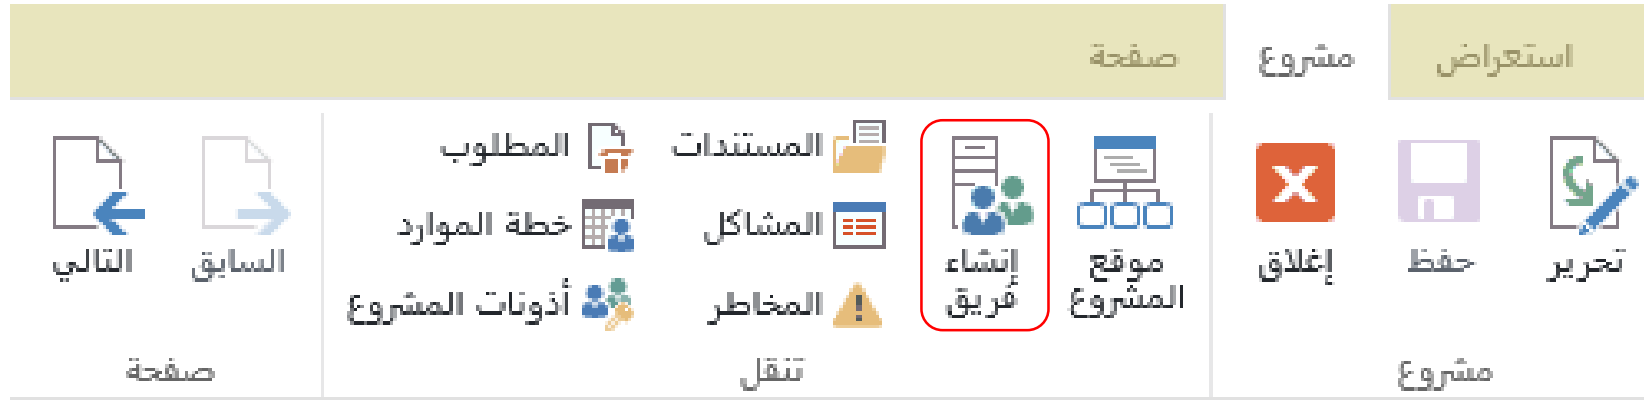 استعراض
مشروع
صفحة
تحرير
حفظ
إغلاق
مشروع
موقع
المشروع
إنشاء
فريق
المستندات
المشاكل
المخاطر
المطلوب
خطة الموارد
أذونات المشروع
تنقل
السابق
التالي
صفحة